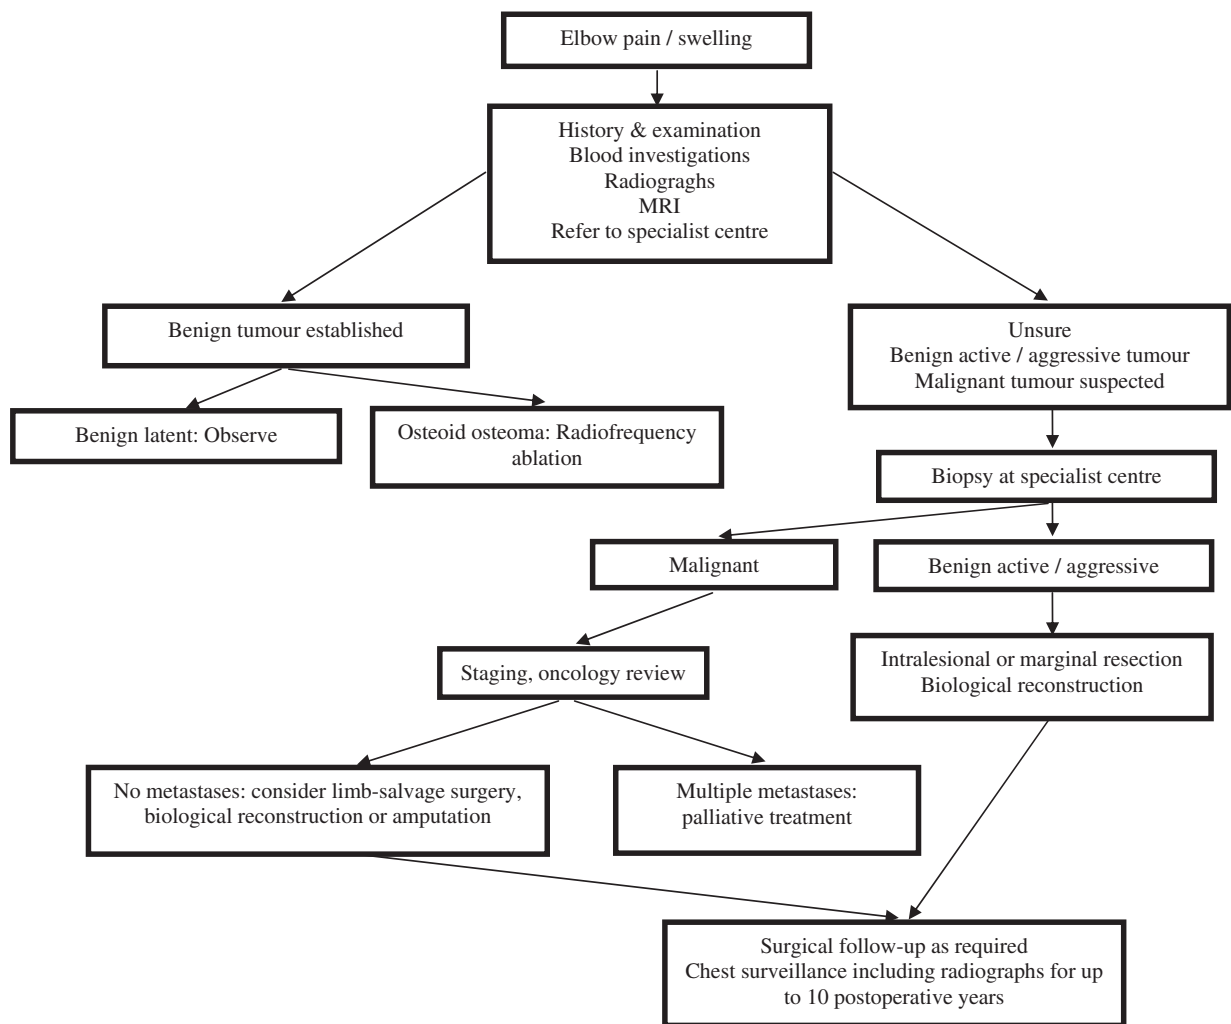 Elbow pain / swelling
History & examination
Blood investigations
Radiograghs
MRI
Refer to specialist centre
Benign tumour established
Unsure
Benign active / aggressive tumour
Malignant tumour suspected
Benign latent: Observe
Osteoid osteoma: Radiofrequency
ablation
Biopsy at specialist centre
Malignant
Benign active / aggressive
Staging, oncology review
Intralesional or marginal resection
Biological reconstruction
No metastases: consider limb-salvage surgery,
biological reconstruction or amputation
Multiple metastases:
palliative treatment
Surgical follow-up as required
Chest surveillance including radiographs for up
to 10 postoperative years